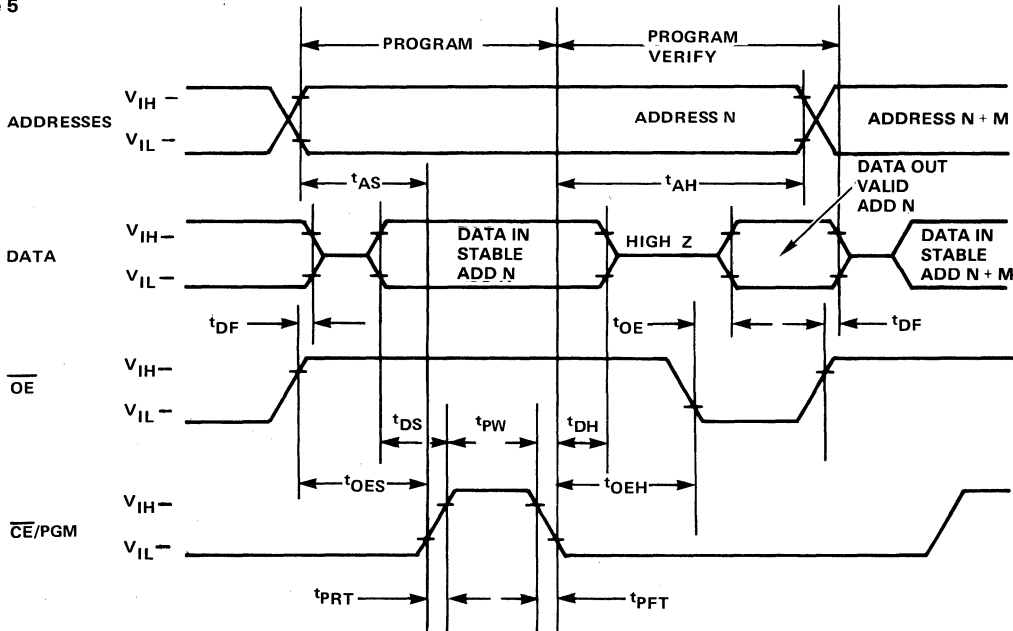 5
PROGRAM
PROGRAM
VERIFY
ADDRESSES
VIH
VIL
ADDRESS N
ADDRESS N + M
tAS
tAH
DATA OUT
VALID
ADD N
DATA
VIH
VIL
DATA IN
STABLE
ADD N
HIGH Z
DATA IN
STABLE
ADD N + M
tDF
tOE
tDF
OE
VIH
VIL
tDS
tPW
tDH
tOES
tOEH
CE/PGM
VIH
VIL
tPRT
tPFT